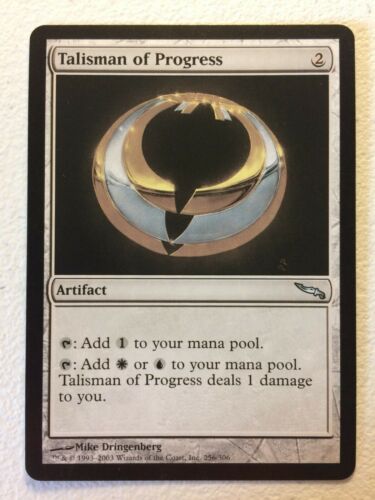 Talisman of Progress 2
Artifact
: Add 1 to your mana pool.
: Add or to your mana pool.
Talisman of Progress deals 1 damage
to you.
Mike Dringenberg
™ & © 1993–2003 Wizards of the Coast, Inc. 256/306